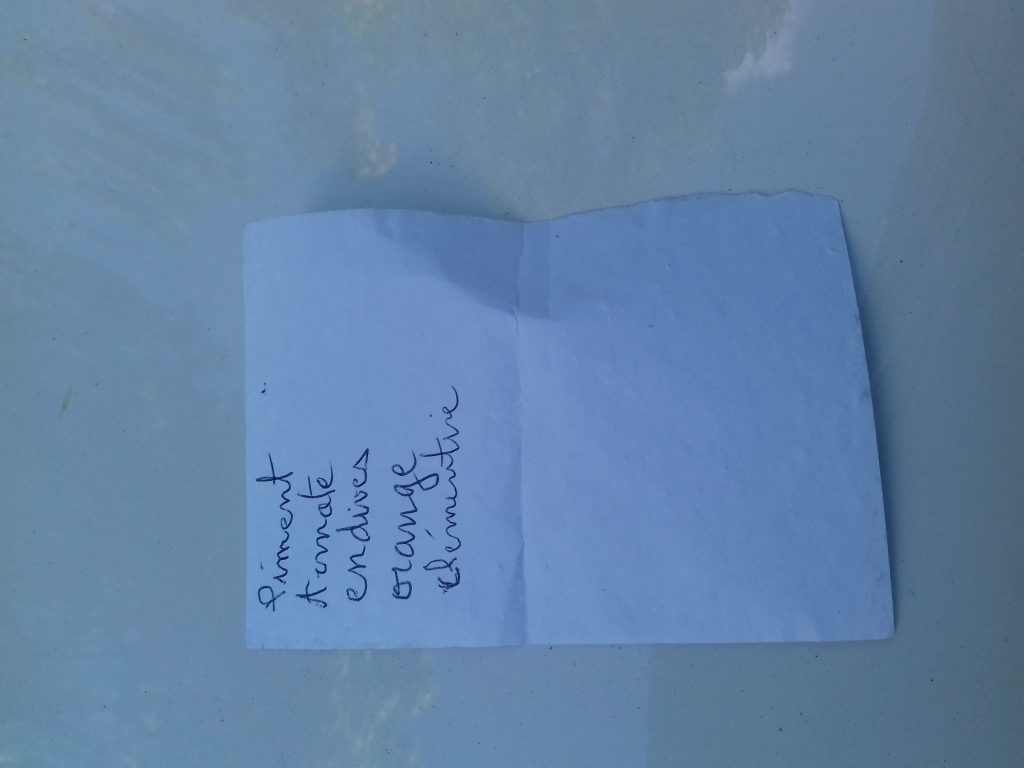 Piment
tomate
endives
orange
clémentine